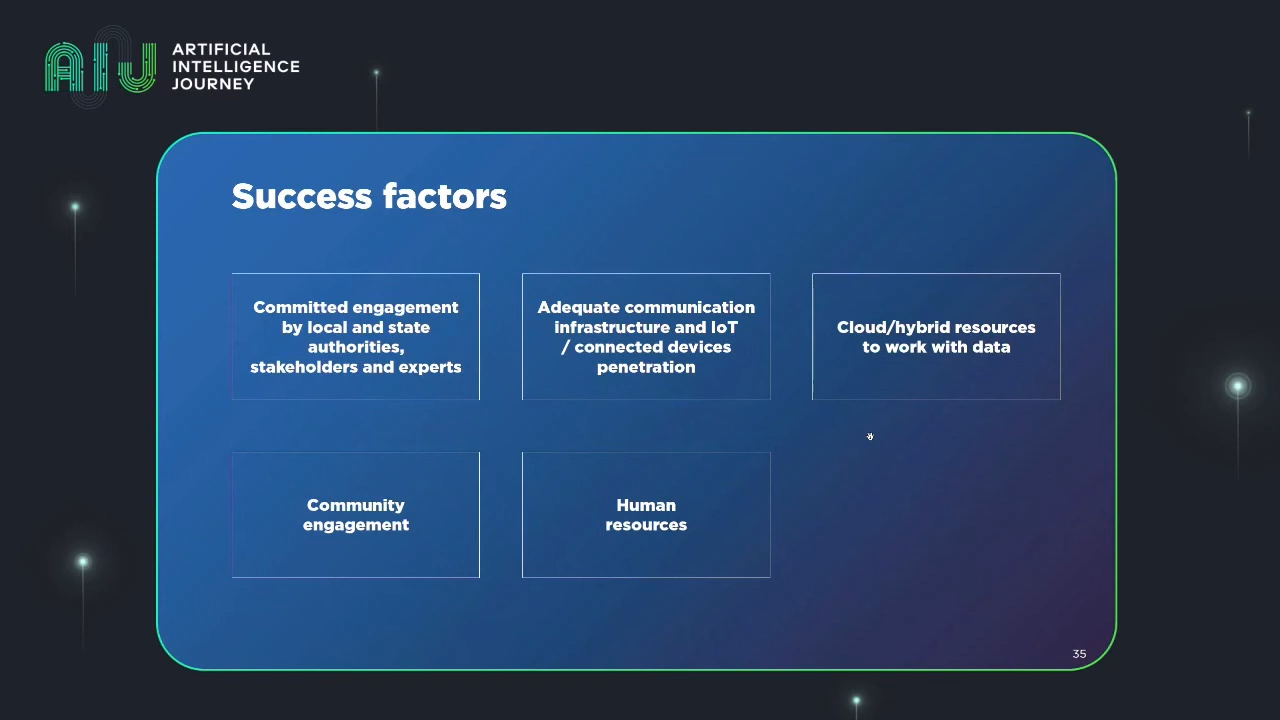 AIJ
ARTIFICIAL
INTELLIGENCE
JOURNEY
Success factors
Committed engagement
by local and state
authorities,
stakeholders and experts
Adequate communication
infrastructure and IoT
/ connected devices
penetration
Cloud/hybrid resources
to work with data
Community
engagement
Human
resources
35